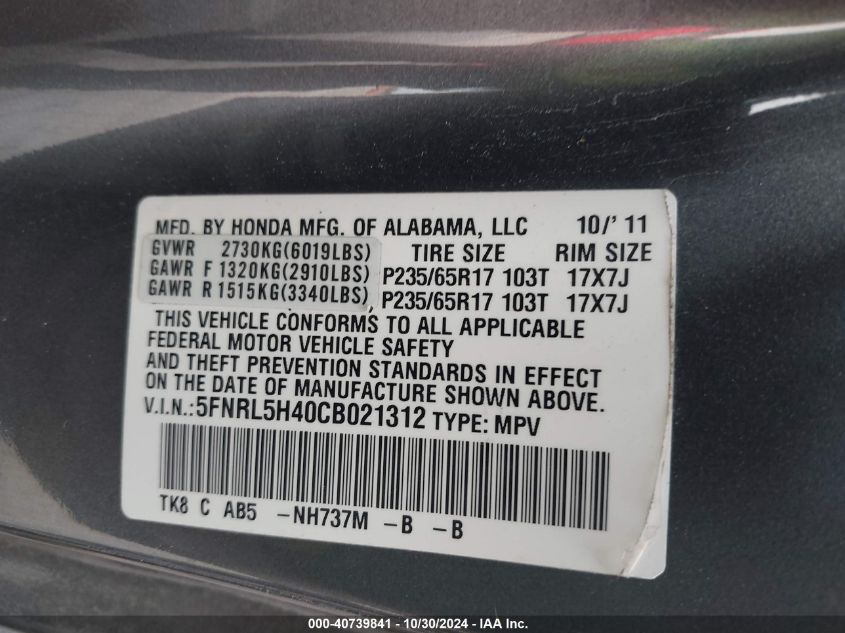 MFD. BY HONDA MFG. OF ALABAMA, LLC 10/'11
GVWR 2730KG(6019LBS) TIRE SIZE RIM SIZE
GAWR F 1320KG(2910LBS) P235/65R17 103T 17X7J
GAWR R 1515KG(3340LBS) P235/65R17 103T 17X7J
THIS VEHICLE CONFORMS TO ALL APPLICABLE
FEDERAL MOTOR VEHICLE SAFETY
AND THEFT PREVENTION STANDARDS IN EFFECT
ON THE DATE OF MANUFACTURE SHOWN ABOVE.
V.I.N.:5FNRL5H40CB021312 TYPE: MPV
TK8 C AB5 -NH737M -B -B
000-40739841 - 10/30/2024 - IAA Inc.